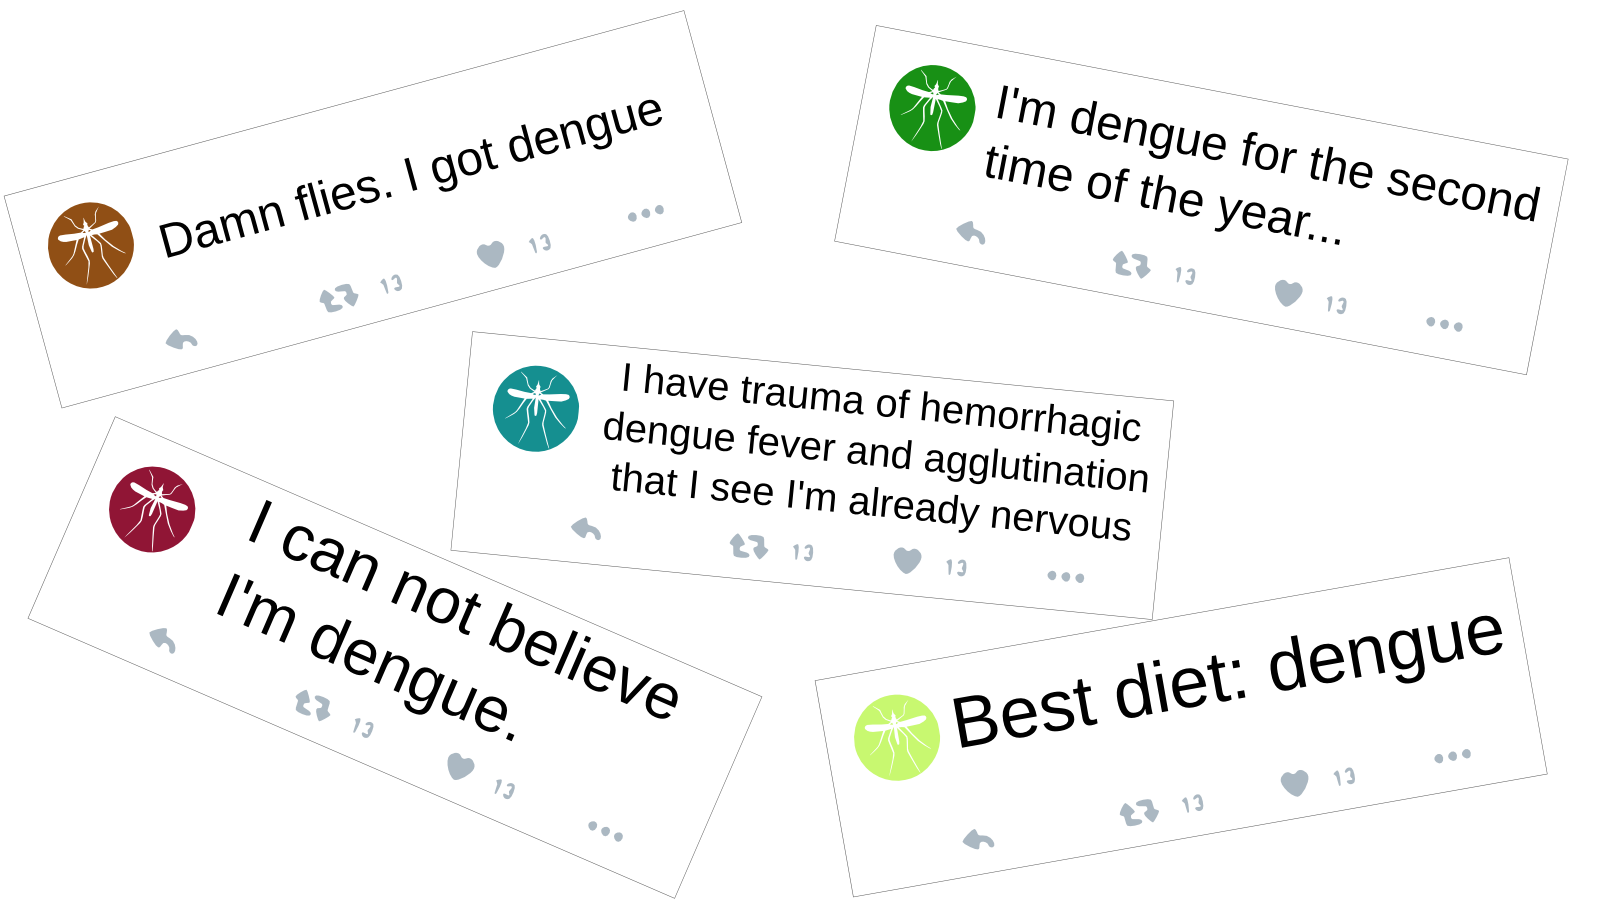 Damn flies. I got dengue
13
13
I'm dengue for the second
time of the year...
13
13
I have trauma of hemorrhagic
dengue fever and agglutination
that I see I'm already nervous
13
13
I can not believe
I'm dengue.
13
13
Best diet: dengue
13
13